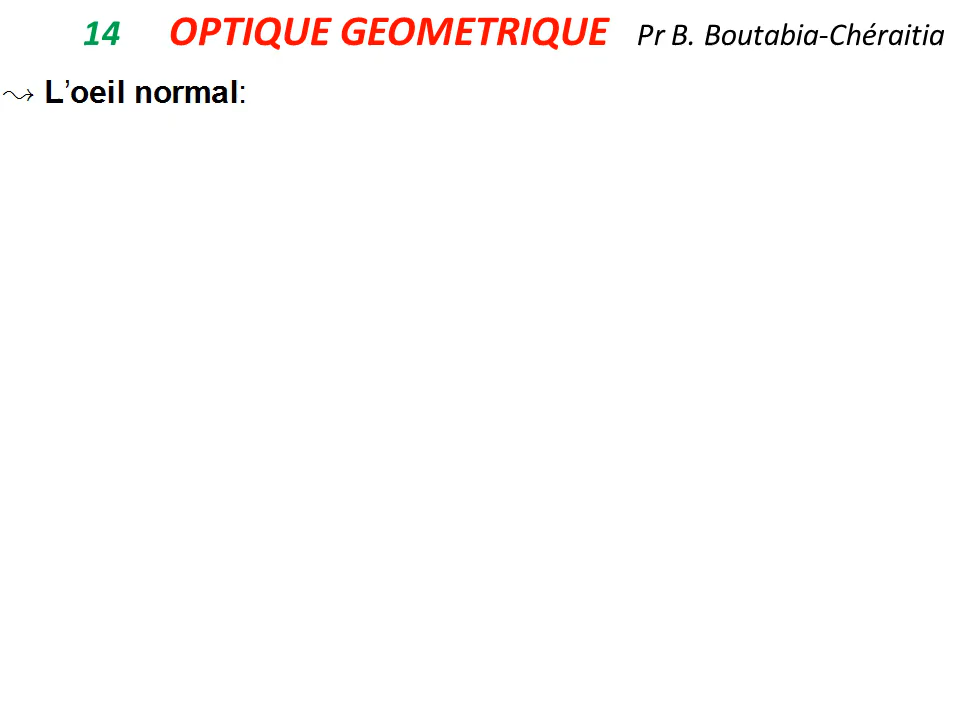 14 OPTIQUE GEOMETRIQUE Pr B. Boutabia-Chéraitia
⤳ L'oeil normal: